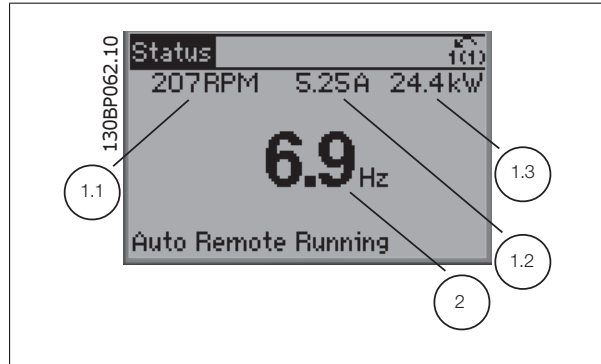 130BP062.10
Status
1(1)
207RPM 5.25A 24.4kW
6.9Hz
Auto Remote Running
1.1
1.3
1.2
2